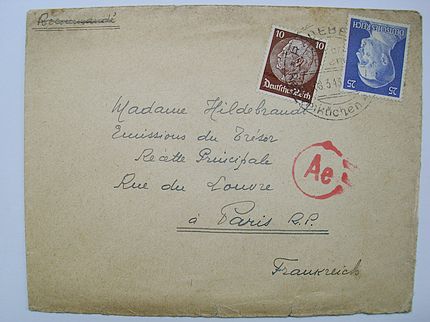 Recommandé
10 10
Deutsches Reich
25 25
Madame Hildebrandt
Emissions du Trésor
Recette Principale
Rue du Louvre
à Paris R.P.
Frankreich
Ae